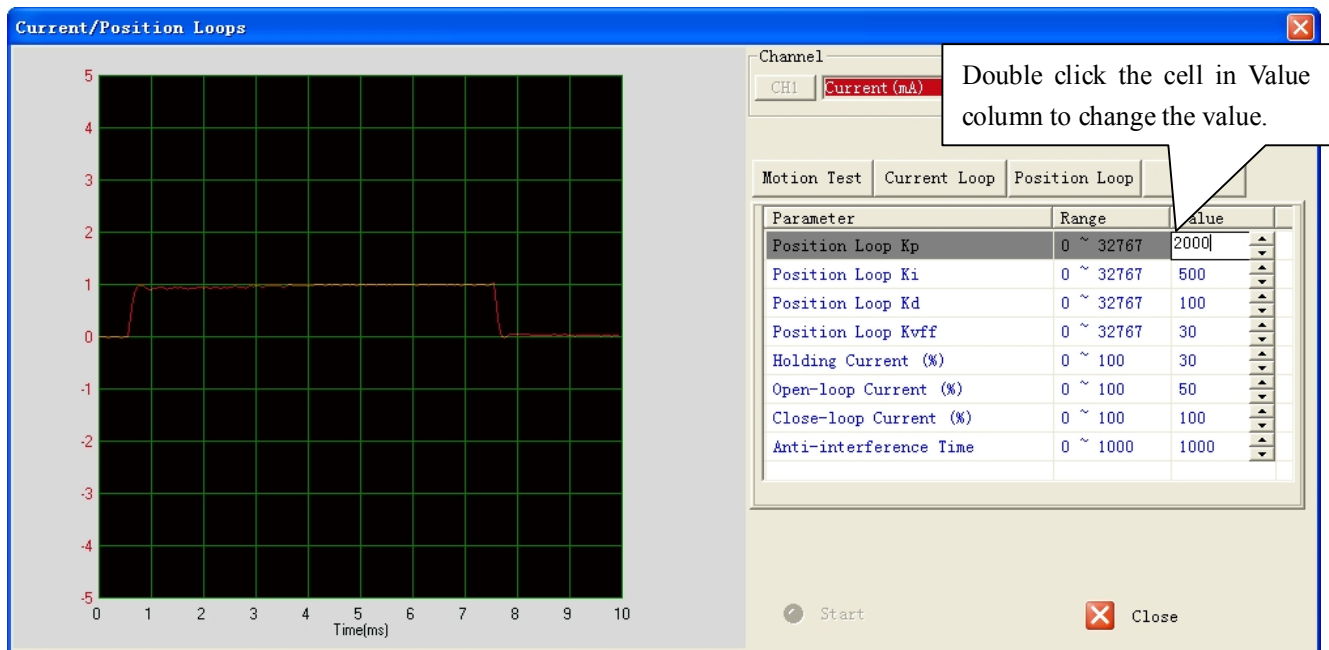 Current/Position Loops
Channel
CH1 Current(mA)
Double click the cell in Value
column to change the value.
Motion Test Current Loop Position Loop
Parameter Range
Position Loop Kp 0 ~ 32767 2000
Position Loop Ki 0 ~ 32767 500
Position Loop Kd 0 ~ 32767 100
Position Loop Kvff 0 ~ 32767 30
Holding Current (%) 0 ~ 100 30
Open-loop Current (%) 0 ~ 100 50
Close-loop Current (%) 0 ~ 100 100
Anti-interference Time 0 ~ 1000 1000
5
4
3
2
1
0
-1
-2
-3
-4
-5
0 1 2 3 4 5 6 7 8 9 10
Time(ms)
Start
Close